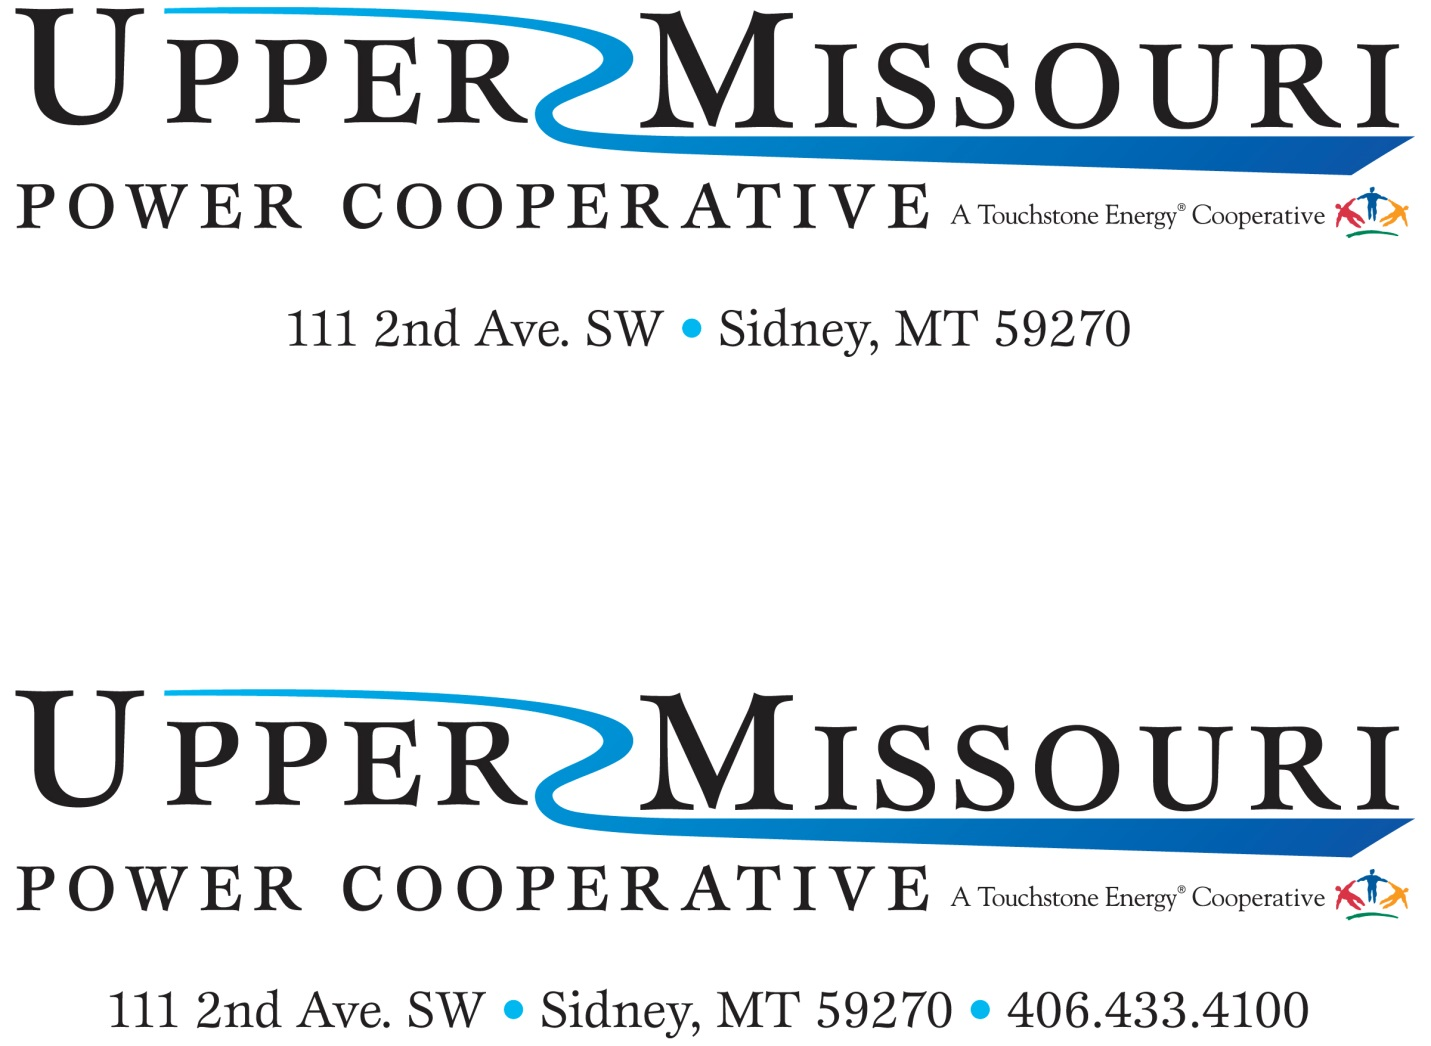 UPPER MISSOURI
POWER COOPERATIVE A Touchstone Energy® Cooperative
111 2nd Ave. SW • Sidney, MT 59270
UPPER MISSOURI
POWER COOPERATIVE A Touchstone Energy® Cooperative
111 2nd Ave. SW • Sidney, MT 59270 • 406.433.4100